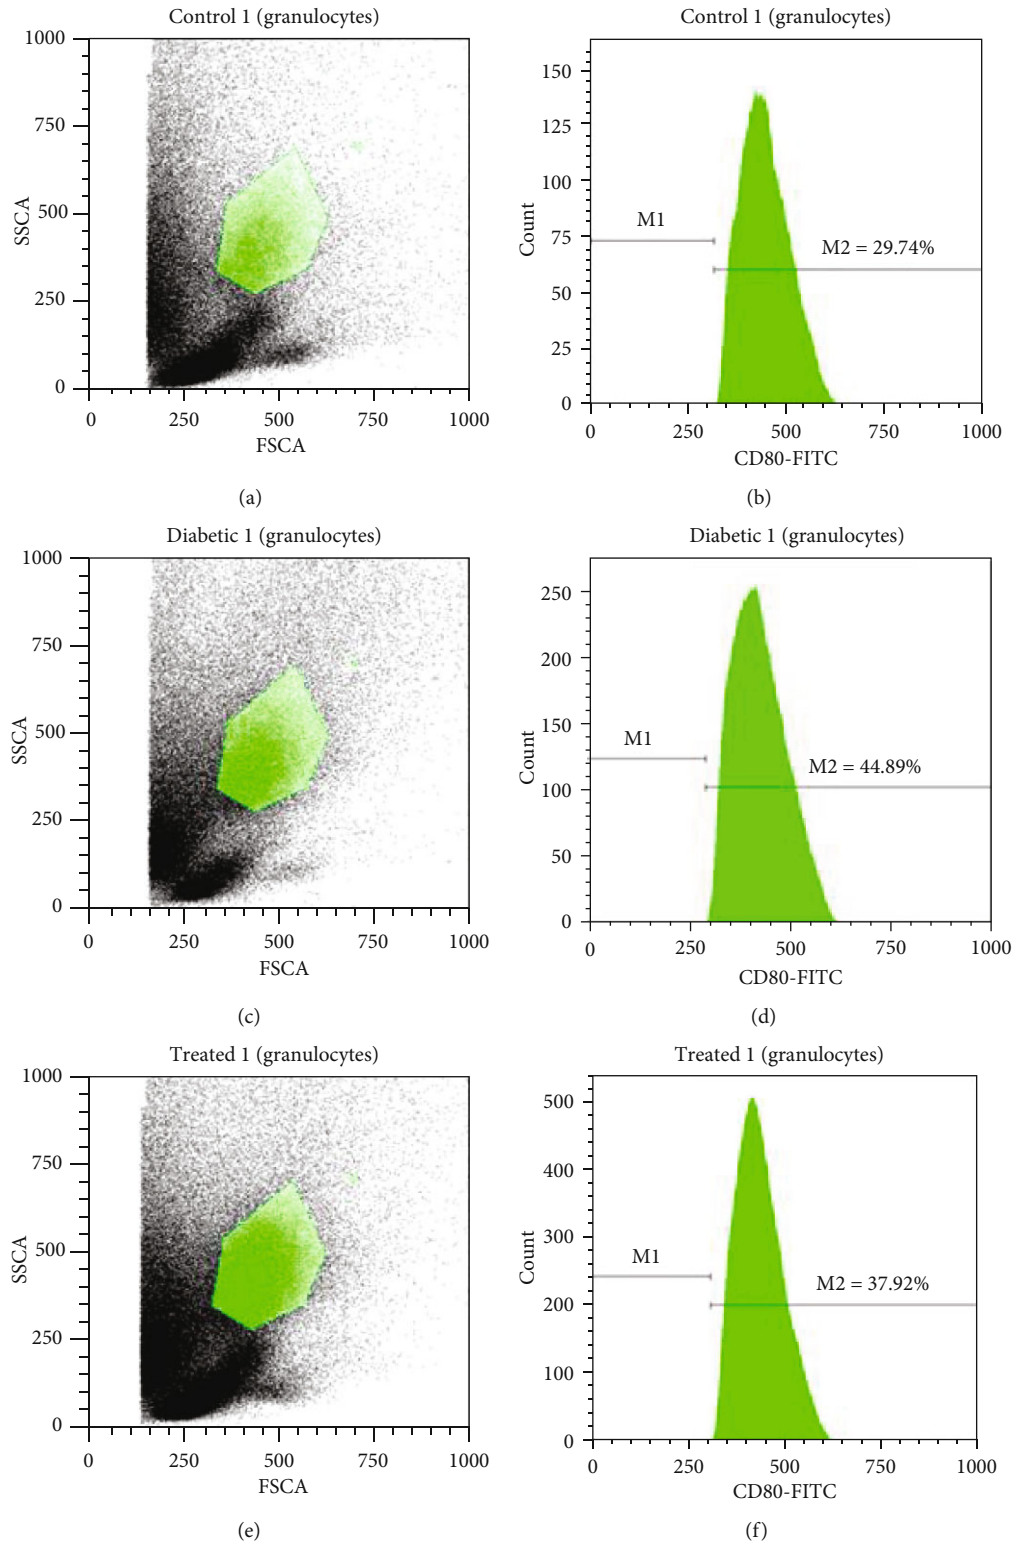 Control 1 (granulocytes)
1000
750
500
250
0
SSCA
0 250 500 750 1000
FSCA
(a)
Control 1 (granulocytes)
150
125
100
75
50
25
0
Count
M1
M2 = 29.74%
0 250 500 750 1000
CD80-FITC
(b)
Diabetic 1 (granulocytes)
1000
750
500
250
0
SSCA
0 250 500 750 1000
FSCA
(c)
Diabetic 1 (granulocytes)
250
200
150
100
50
0
Count
M1
M2 = 44.89%
0 250 500 750 1000
CD80-FITC
(d)
Treated 1 (granulocytes)
1000
750
500
250
0
SSCA
0 250 500 750 1000
FSCA
(e)
Treated 1 (granulocytes)
500
400
300
200
100
0
Count
M1
M2 = 37.92%
0 250 500 750 1000
CD80-FITC
(f)